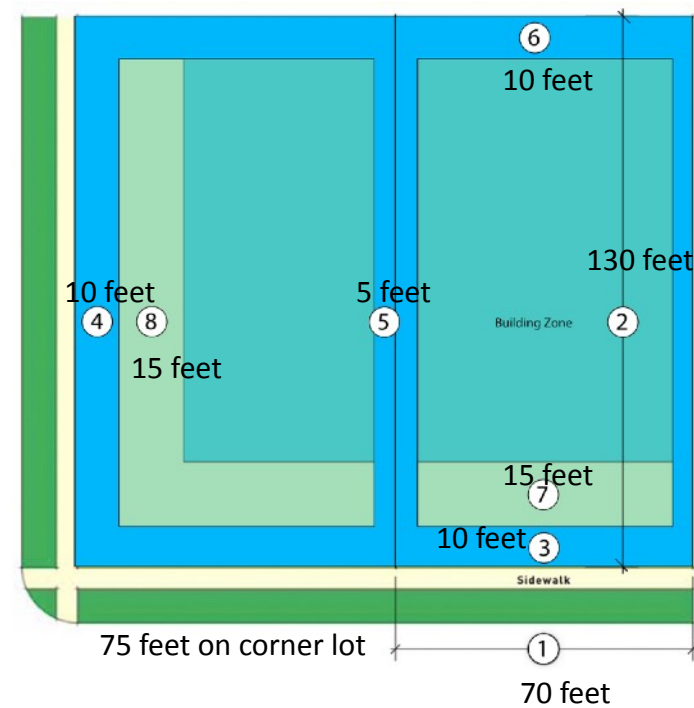 6
10 feet
130 feet
10 feet
5 feet
4
8
5
Building Zone
2
15 feet
15 feet
7
10 feet
3
Sidewalk
75 feet on corner lot
1
70 feet